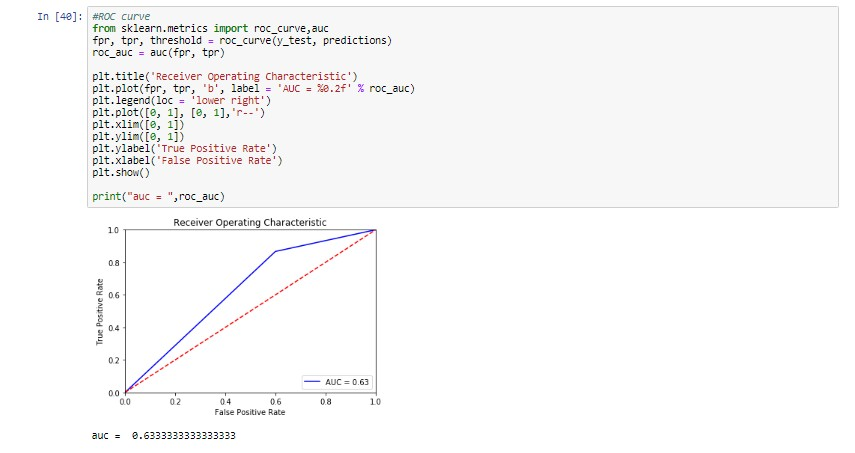 In [40]: #ROC curve
from sklearn.metrics import roc_curve,auc
fpr, tpr, threshold = roc_curve(y_test, predictions)
roc_auc = auc(fpr, tpr)
plt.title('Receiver Operating Characteristic')
plt.plot(fpr, tpr, 'b', label = 'AUC = %0.2f' % roc_auc)
plt.legend(loc = 'lower right')
plt.plot([0, 1], [0, 1],'r--')
plt.xlim([0, 1])
plt.ylim([0, 1])
plt.ylabel('True Positive Rate')
plt.xlabel('False Positive Rate')
plt.show()
print("auc = ",roc_auc)
Receiver Operating Characteristic
1.0
0.8
0.6
0.4
0.2
0.0
True Positive Rate
AUC = 0.63
0.0 0.2 0.4 0.6 0.8 1.0
False Positive Rate
auc =  0.6333333333333333